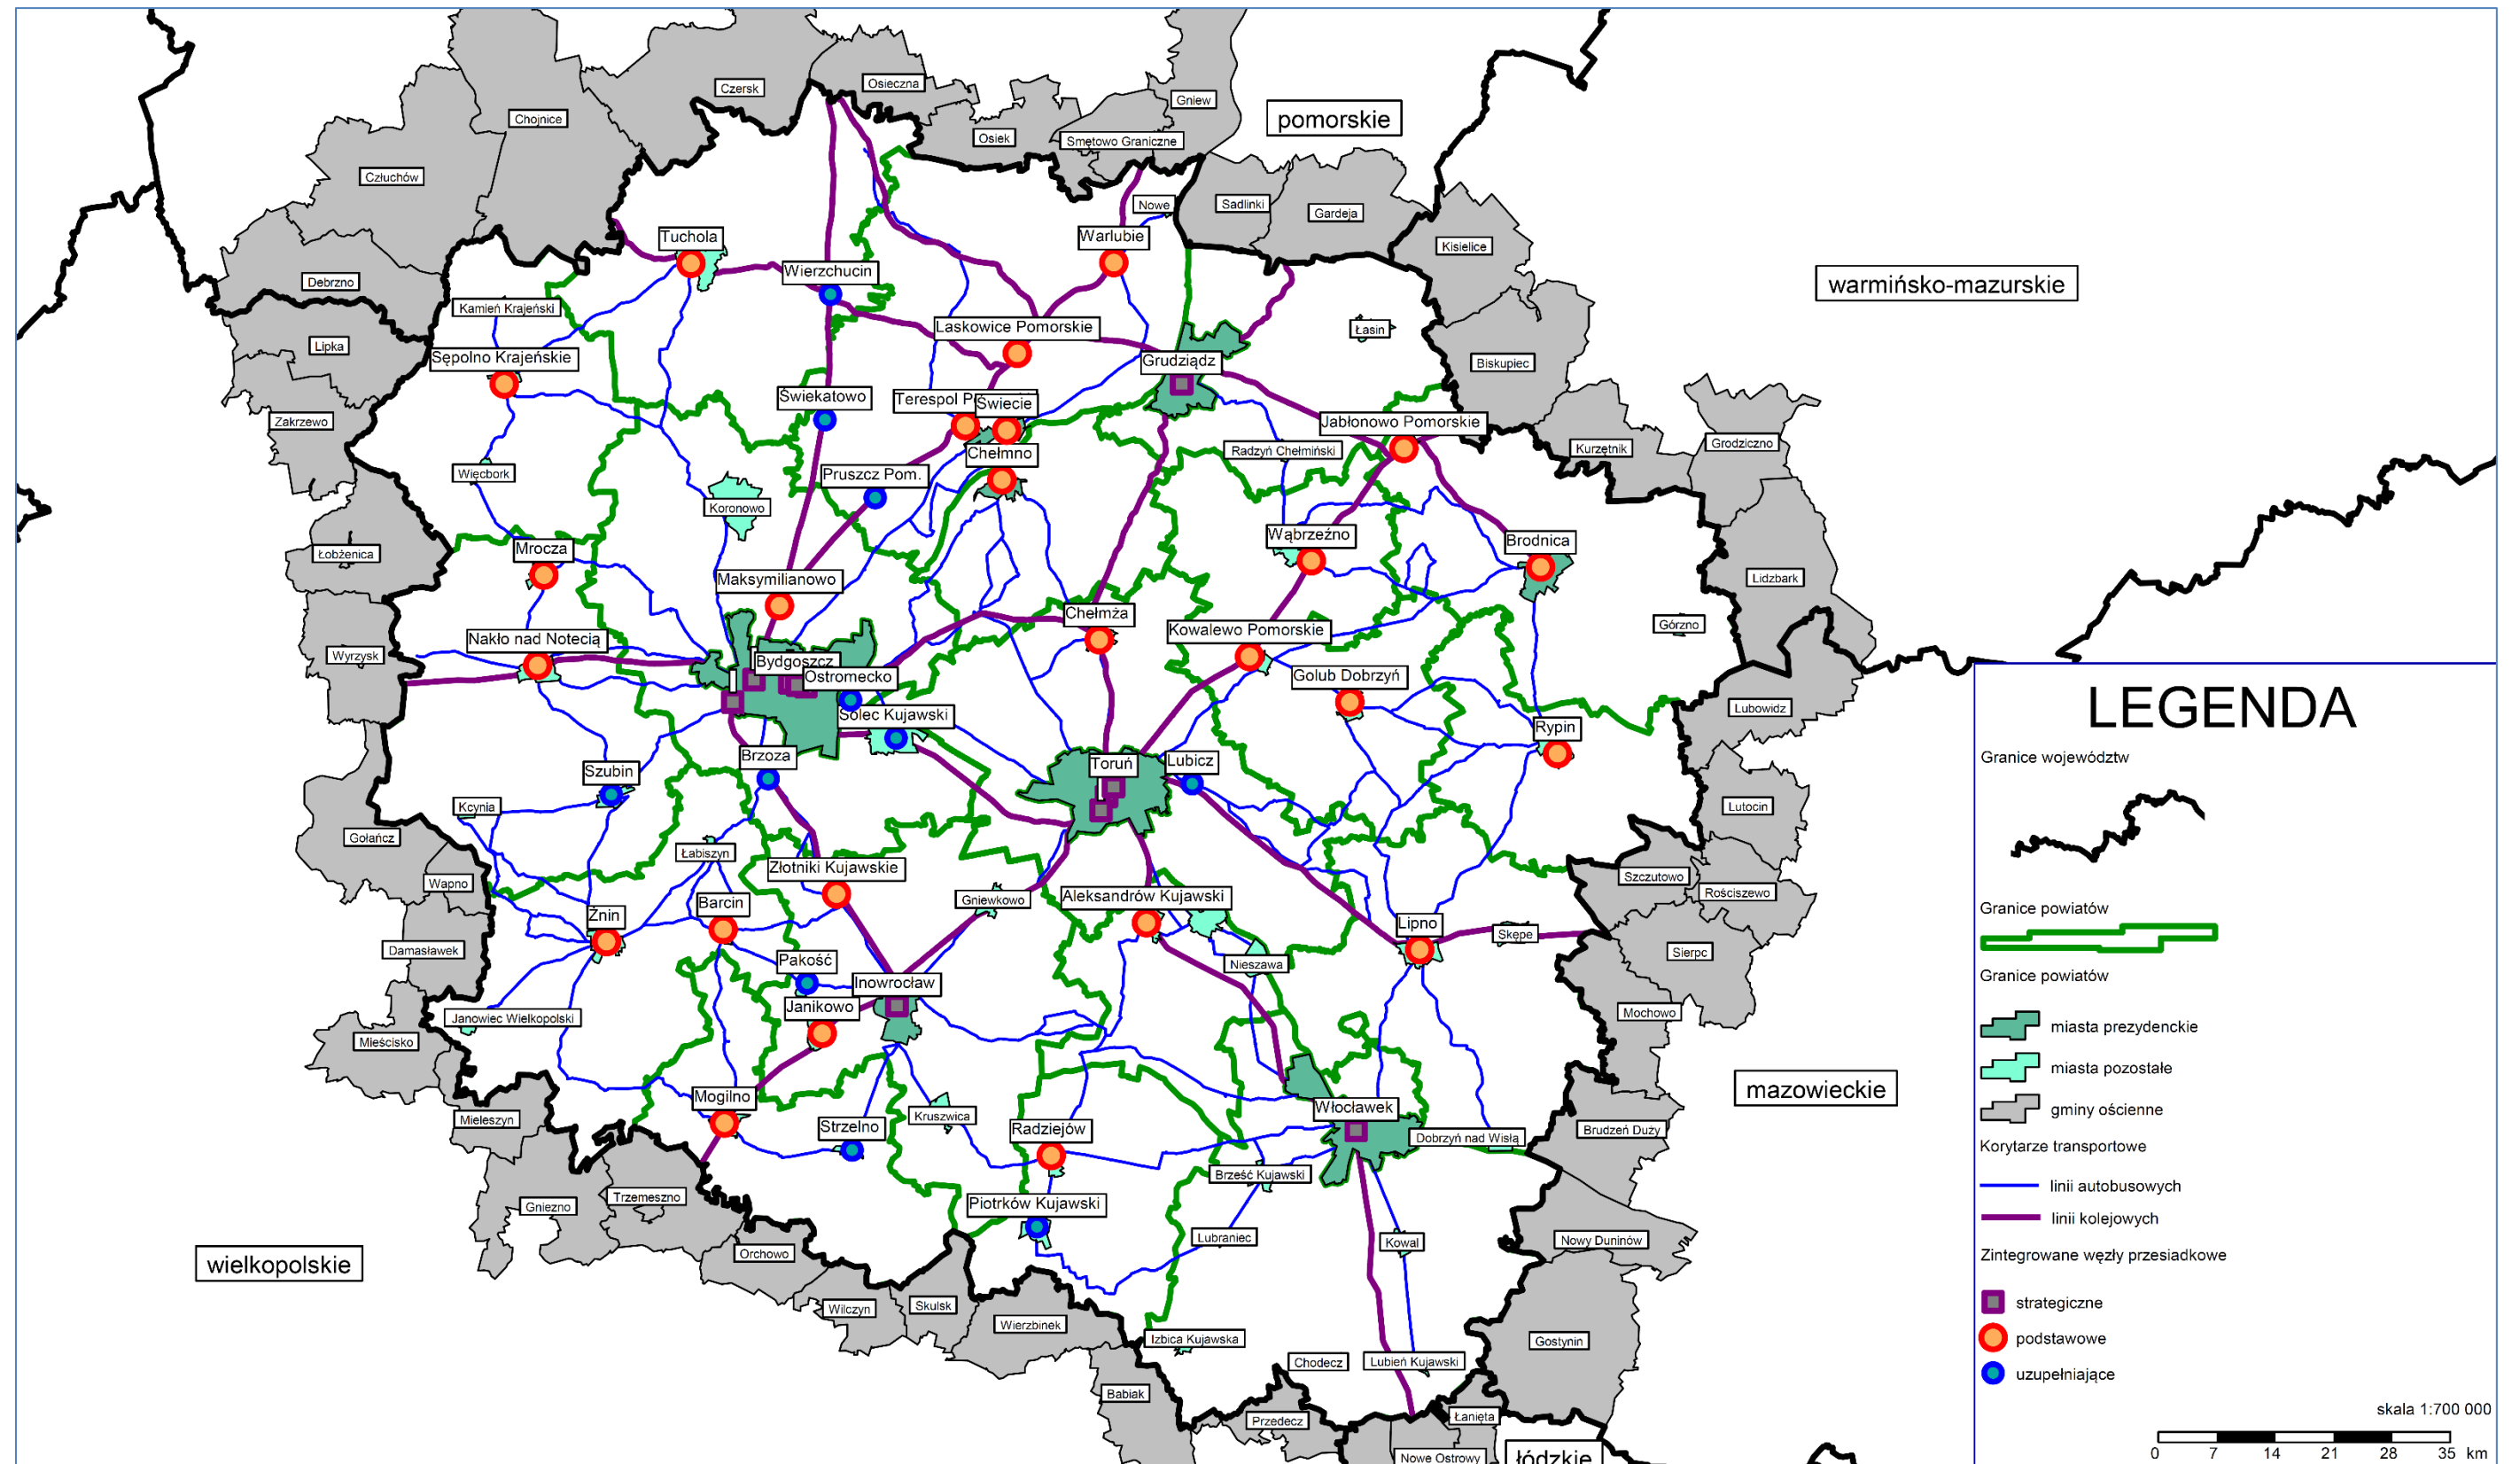 Czersk
Osieczna
Gniew
Chojnice
pomorskie
Osiek
Smętowo Graniczne
Człuchów
Nowe
Sadlinki
Gardeja
Tuchola
Warlubie
Kisielice
Wierzchucin
Debrzno
warmińsko-mazurskie
Kamień Krajeński
Laskowice Pomorskie
Łasin
Lipka
Sępolno Krajeńskie
Grudziądz
Biskupiec
Świekatowo
Terespol P
Świecie
Zakrzewo
Jabłonowo Pomorskie
Grodziczno
Radzyń Chełmiński
Kurzętnik
Chełmno
Więcbork
Pruszcz Pom.
Koronowo
Wąbrzeźno
Brodnica
Mrocza
Łobżenica
Maksymilianowo
Lidzbark
Chełmża
Górzno
Kowalewo Pomorskie
Nakło nad Notecią
Wyrzysk
Bydgoszcz
Ostromecko
Golub Dobrzyń
Lubowidz
LEGENDA
Solec Kujawski
Rypin
Brzoza
Toruń
Lubicz
Granice województw
Szubin
Kcynia
Lutocin
Gołańcz
Łabiszyn
Złotniki Kujawskie
Szczutowo
Wapno
Rościszewo
Gniewkowo
Aleksandrów Kujawski
Barcin
Granice powiatów
Żnin
Lipno
Skępe
Damasławek
Sierpc
Pakość
Nieszawa
Granice powiatów
Inowrocław
Janikowo
Janowiec Wielkopolski
Mochowo
miasta prezydenckie
Mieścisko
miasta pozostałe
mazowieckie
Mogilno
Włocławek
gminy ościenne
Mieleszyn
Kruszwica
Strzelno
Radziejów
Brudzeń Duży
Dobrzyń nad Wisłą
Korytarze transportowe
Brześć Kujawski
linii autobusowych
Trzemeszno
Gniezno
Piotrków Kujawski
linii kolejowych
Lubraniec
Kowal
Nowy Duninów
Orchowo
Zintegrowane węzły przesiadkowe
wielkopolskie
Skulsk
Wilczyn
strategiczne
Wierzbinek
Izbica Kujawska
Gostynin
podstawowe
Chodecz
Lubień Kujawski
uzupełniające
Babiak
Przedecz
Łanięta
skala 1:700 000
Nowe Ostrowy
łódzkie
0 7 14 21 28 35 km